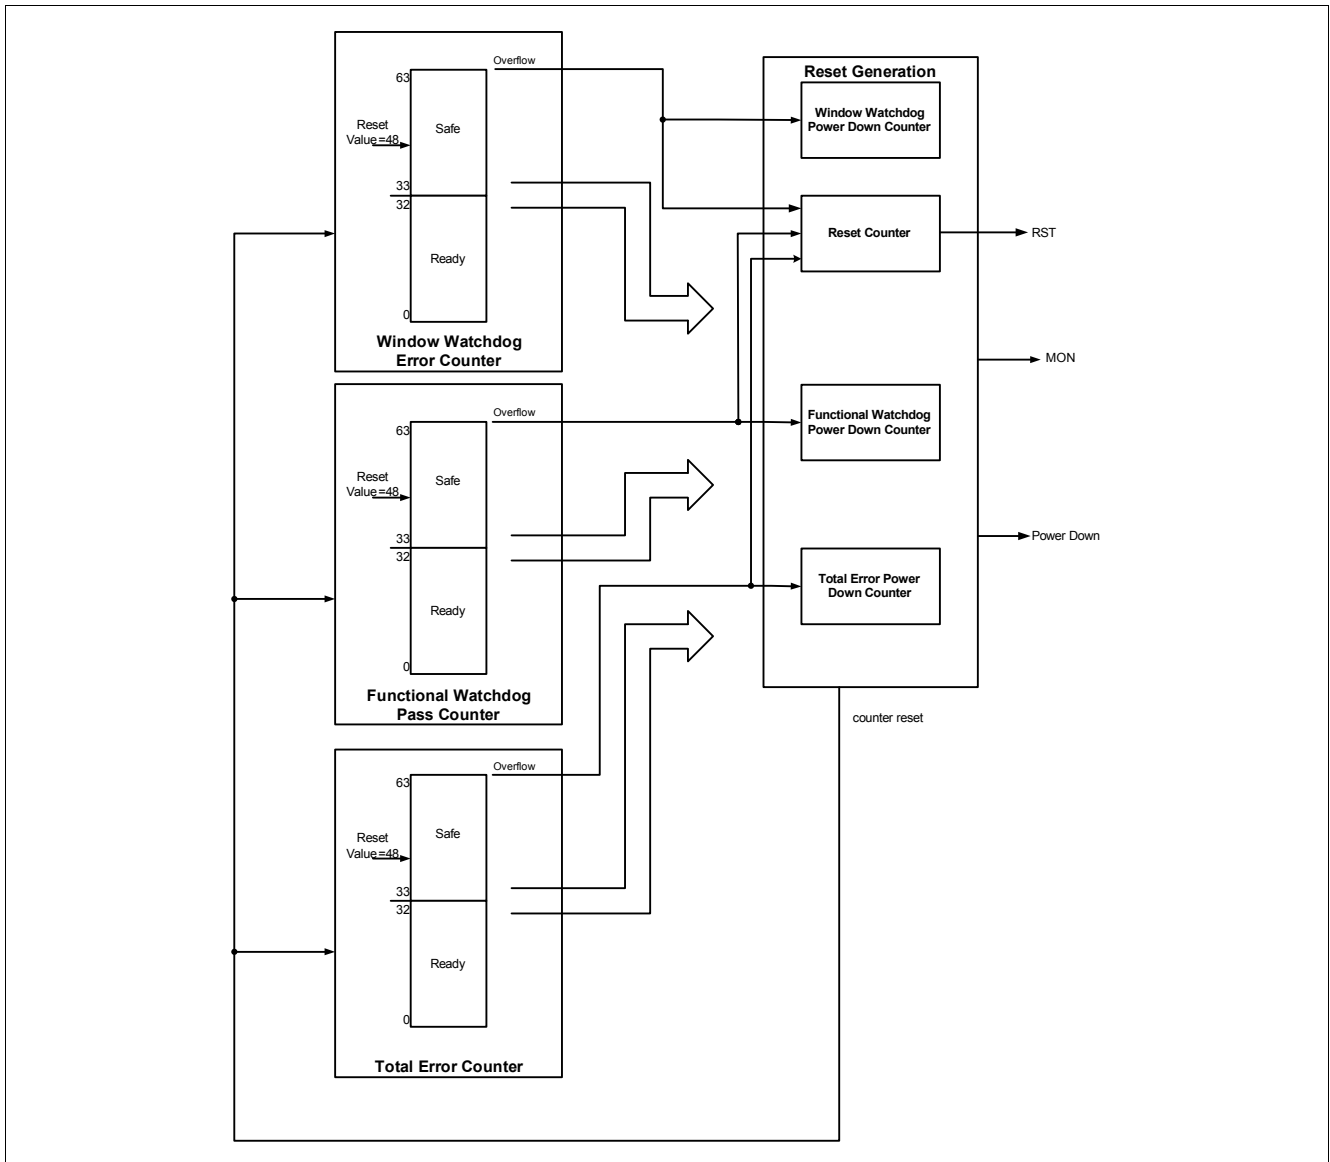 Overflow
63
Safe
Reset
Value =48
33
32
Ready
0
Window Watchdog
Error Counter
Overflow
63
Safe
Reset
Value =48
33
32
Ready
0
Functional Watchdog
Pass Counter
Overflow
63
Safe
Reset
Value =48
33
32
Ready
0
Total Error Counter
Reset Generation
Window Watchdog
Power Down Counter
Reset Counter
Functional Watchdog
Power Down Counter
Total Error Power
Down Counter
RST
MON
Power Down
counter reset